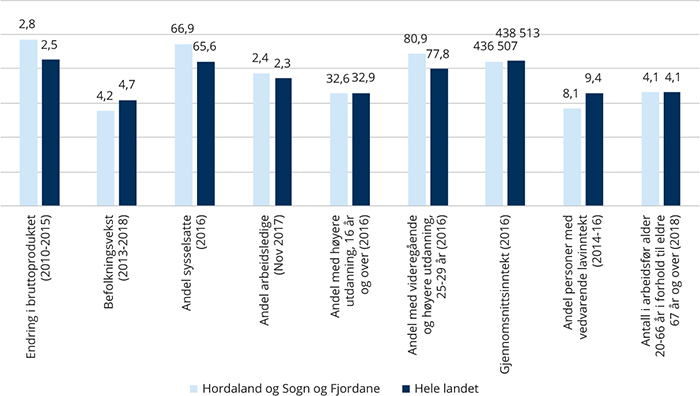 2,8
2,5
4,2
4,7
66,9
65,6
2,4
2,3
32,6
32,9
80,9
77,8
436 507
438 513
8,1
9,4
4,1
4,1
Endring i bruttoproduktet
(2010-2015)
Befolkningsvekst
(2013-2018)
Andel sysselsatte
(2016)
Andel arbeidsledige
(Nov 2017)
Andel med høyere
utdanning, 16 år
og over (2016)
Andel med videregående
og høyere utdanning,
25-29 år (2016)
Gjennomsnittsinntekt (2016)
Andel personer med
vedvarende lavinntekt
(2014-16)
Antall i arbeidsfør alder
20-66 år i forhold til eldre
67 år og over (2018)
Hordaland og Sogn og Fjordane
Hele landet